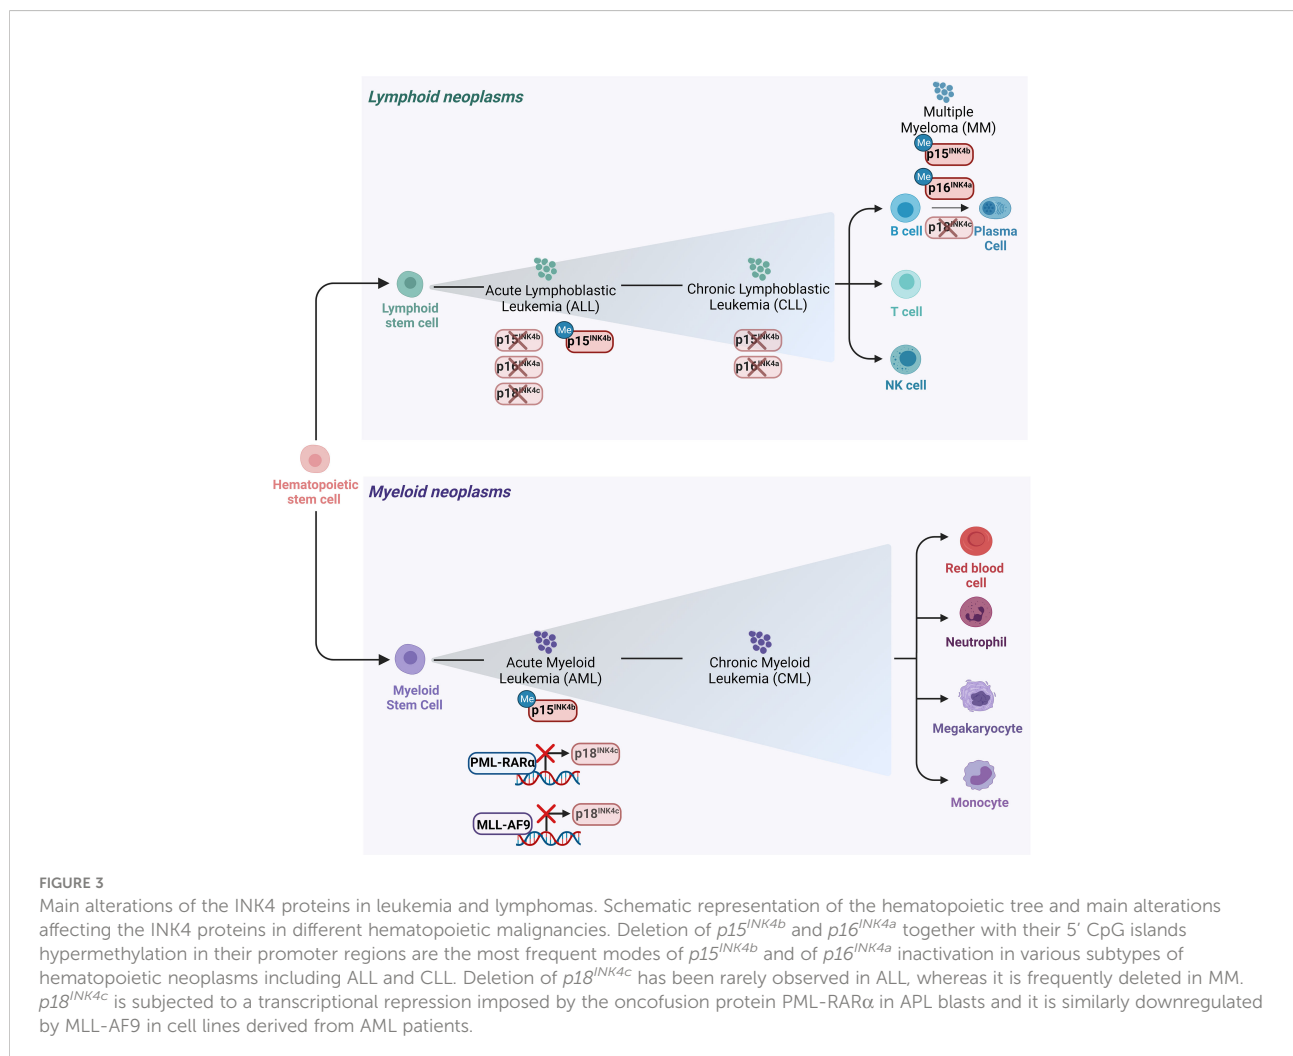 Lymphoid neoplasms
Multiple
Myeloma (MM)
Me
p15INK4b
Me
p16INK4a
B cell
p18INK4c
Plasma
Cell
Lymphoid
stem cell
Acute Lymphoblastic
Leukemia (ALL)
Chronic Lymphoblastic
Leukemia (CLL)
T cell
p15INK4b
Me
p15INK4b
p16INK4a
p18INK4c
p15INK4b
p16INK4a
NK cell
Hematopoietic
stem cell
Myeloid neoplasms
Red blood
cell
Neutrophil
Myeloid
Stem Cell
Acute Myeloid
Leukemia (AML)
Chronic Myeloid
Leukemia (CML)
Me
p15INK4b
PML-RARα
p18INK4c
MLL-AF9
p18INK4c
Megakaryocyte
Monocyte
FIGURE 3
Main alterations of the INK4 proteins in leukemia and lymphomas. Schematic representation of the hematopoietic tree and main alterations
affecting the INK4 proteins in different hematopoietic malignancies. Deletion of p15INK4b and p16INK4a together with their 5' CpG islands
hypermethylation in their promoter regions are the most frequent modes of p15INK4b and of p16INK4a inactivation in various subtypes of
hematopoietic neoplasms including ALL and CLL. Deletion of p18INK4c has been rarely observed in ALL, whereas it is frequently deleted in MM.
p18INK4c is subjected to a transcriptional repression imposed by the oncofusion protein PML-RARα in APL blasts and it is similarly downregulated
by MLL-AF9 in cell lines derived from AML patients.